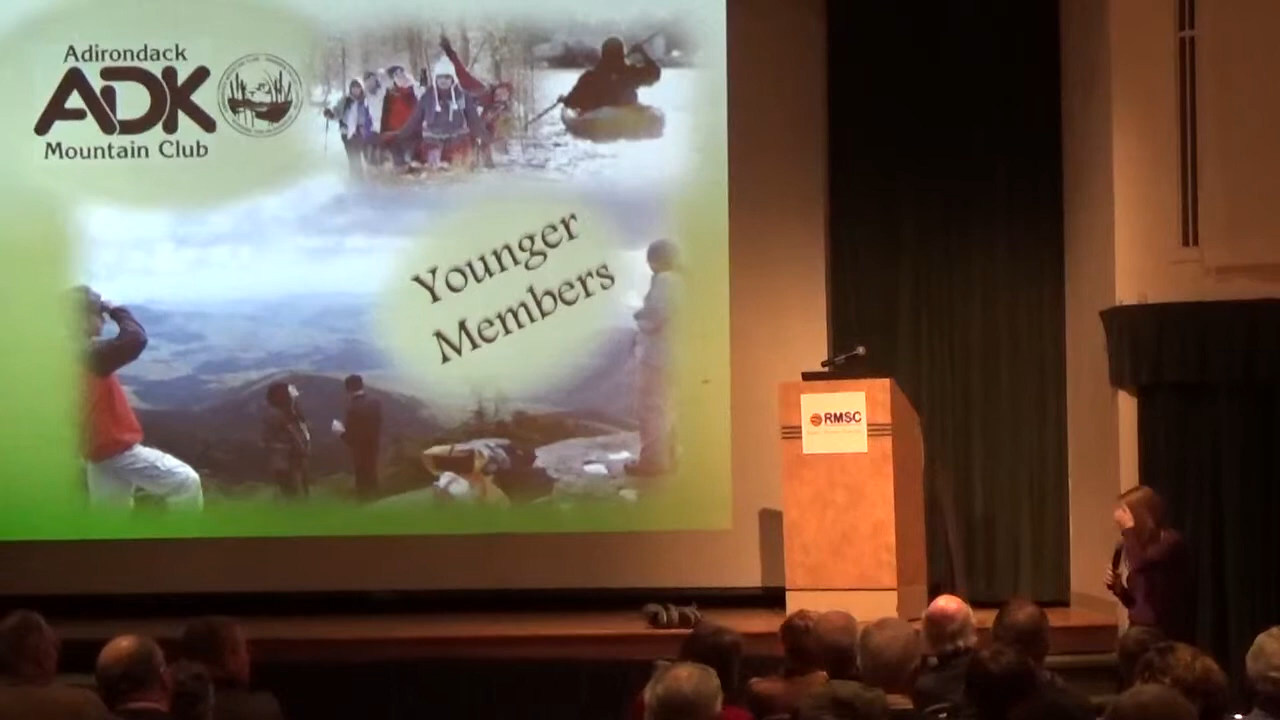 Adirondack
ADK
Mountain Club
Younger
Members
RMSC